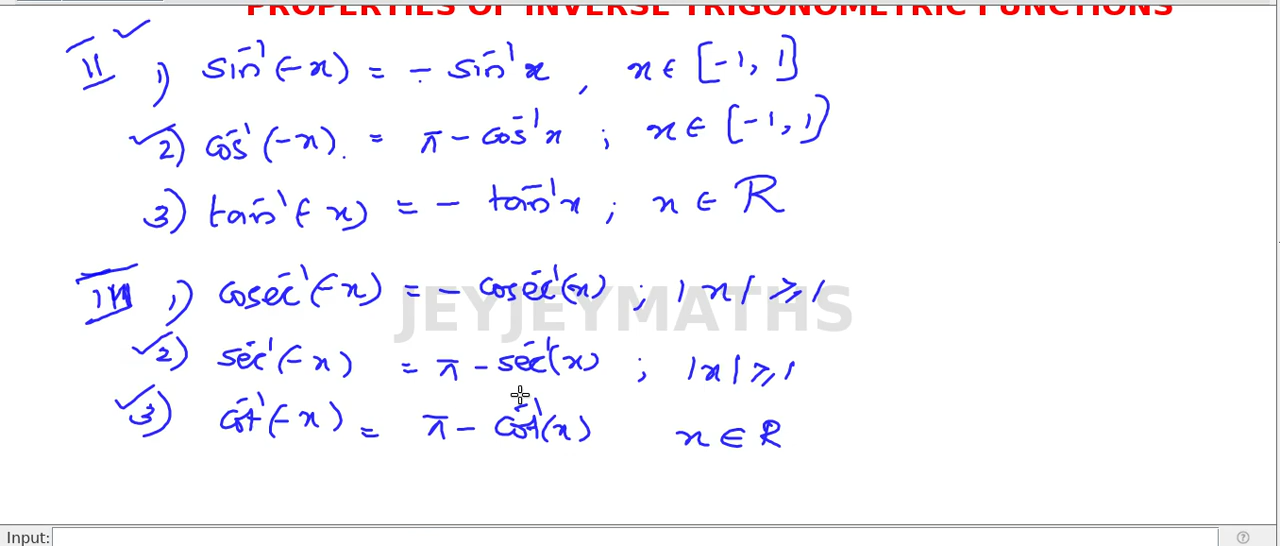 PROPERTIES OF INVERSE TRIGONOMETRIC FUNCTIONS
II ✓ 1) sin⁻¹(-x) = - sin⁻¹x , x ∈ [-1, 1]
✓2) cos⁻¹(-x). = π - cos⁻¹x ; x ∈ [-1, 1]
3) tan⁻¹(-x) = - tan⁻¹x ; x ∈ R
III 1) cosec⁻¹(-x) = - cosec⁻¹(x) ; |x| ≥ 1
JEYJEYMATHS
✓2) sec⁻¹(-x) = π - sec⁻¹(x) ; |x| ≥ 1
✓3) cot⁻¹(-x) = π - cot⁻¹(x) x ∈ R
Input: